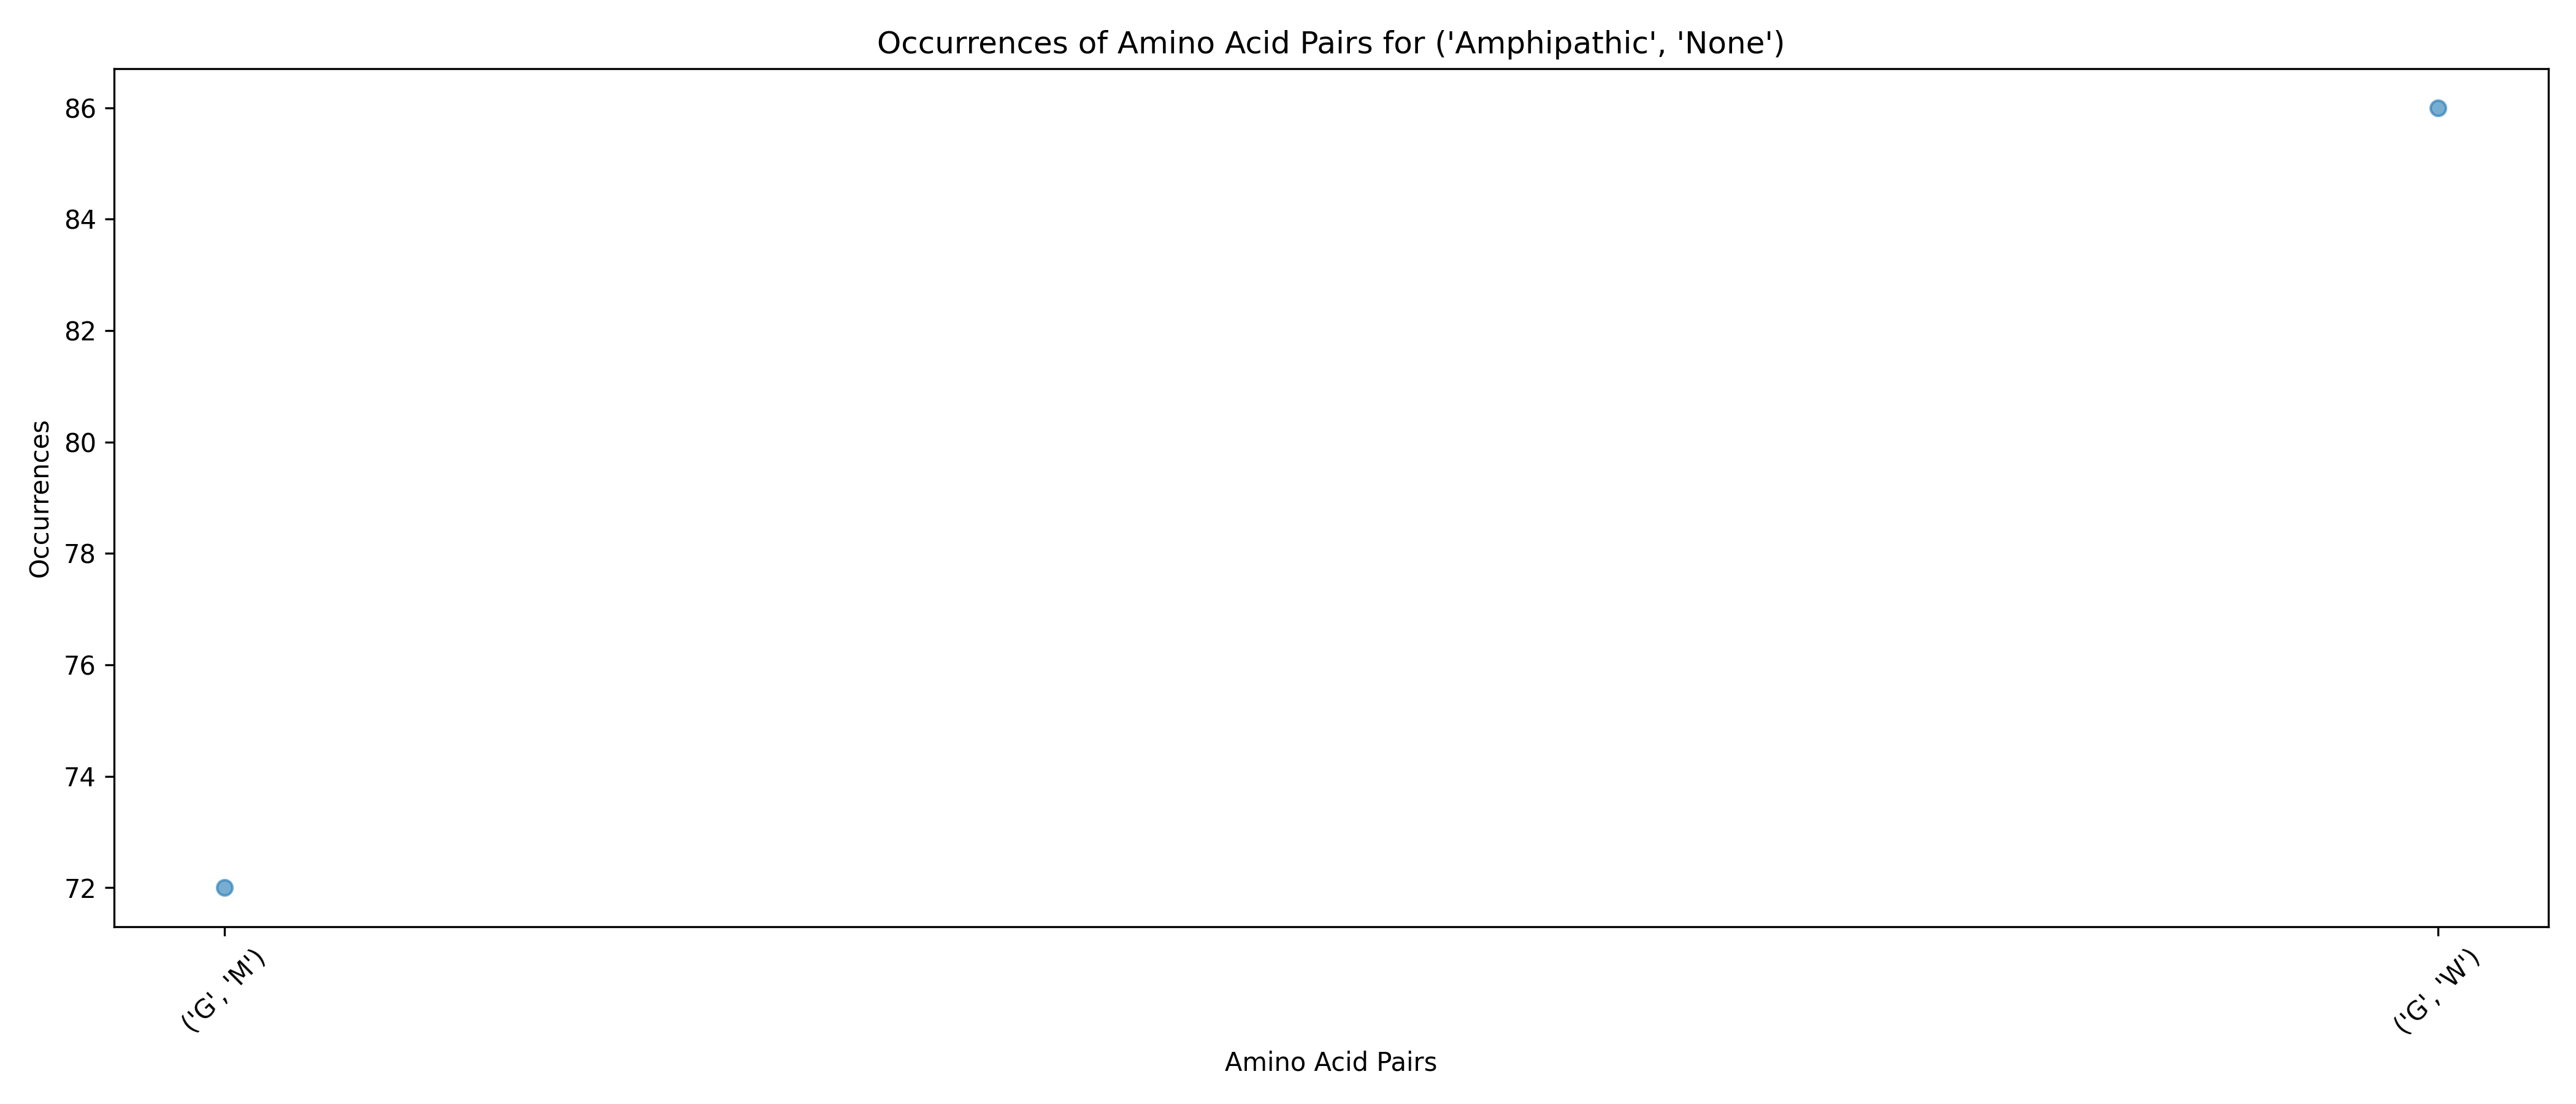 Occurrences of Amino Acid Pairs for ('Amphipathic', 'None')
86
84
82
80
78
76
74
72
Occurrences
('G', 'M')
('G', 'W')
Amino Acid Pairs